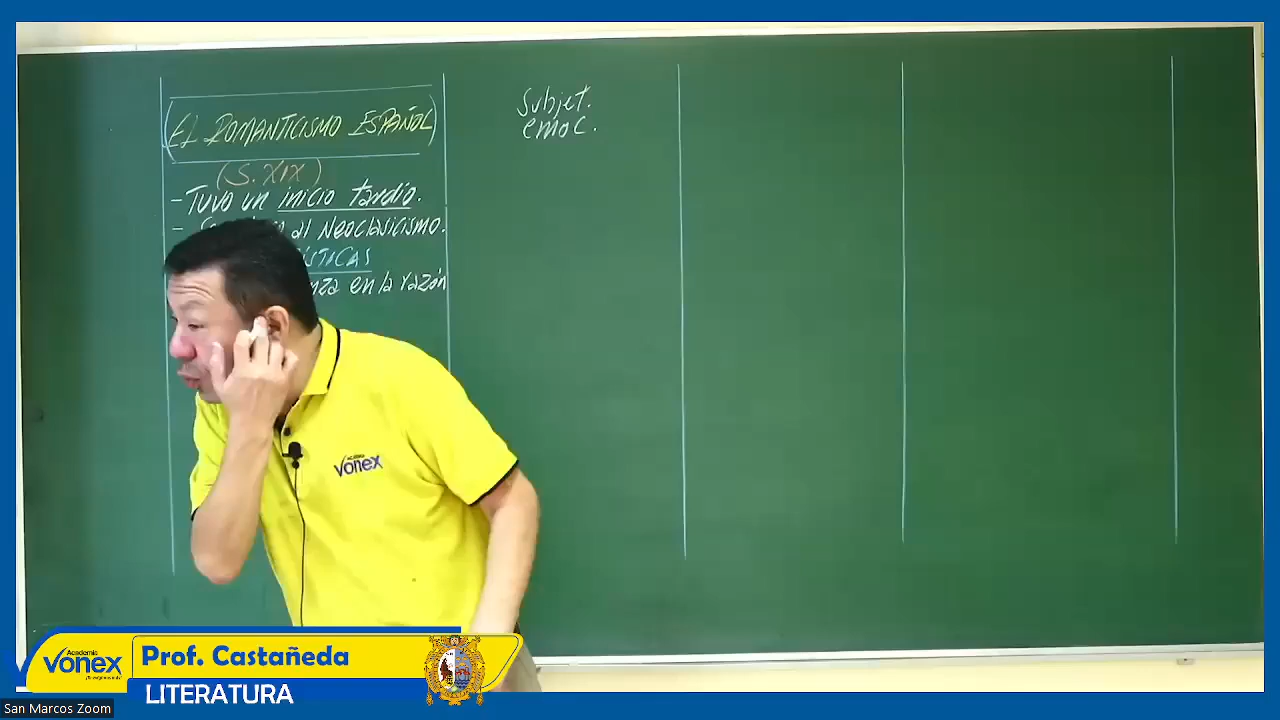 (EL ROMANTICISMO ESPAÑOL)
(S. XIX)
- Tuvo un inicio tardío.
- al Neoclasicismo.
en la razón
Subjet.
emoc.
vonex
Academia
vonex
Prof. Castañeda
LITERATURA
San Marcos Zoom